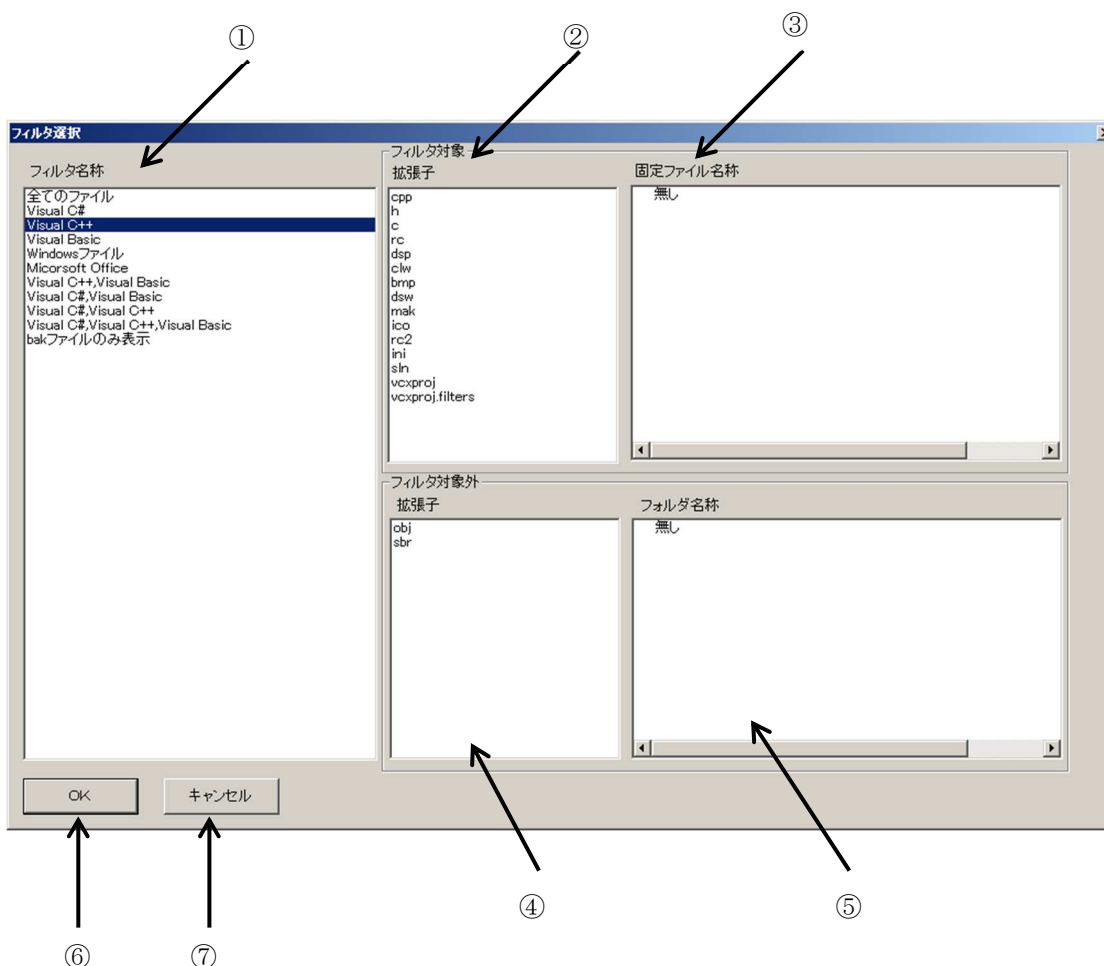 ① ② ③
フィルタ選択
フィルタ名称
全てのファイル
Visual C#
Visual C++
Visual Basic
Windowsファイル
Micorsoft Office
Visual C++,Visual Basic
Visual C#,Visual Basic
Visual C#,Visual C++
Visual C#,Visual C++,Visual Basic
bakファイルのみ表示
フィルタ対象
拡張子
cpp
h
c
rc
dsp
clw
bmp
dsw
mak
ico
rc2
ini
sln
vcxproj
vcxproj.filters
固定ファイル名称
無し
フィルタ対象外
拡張子
obj
sbr
フォルダ名称
無し
OK
キャンセル
④ ⑤
⑥ ⑦